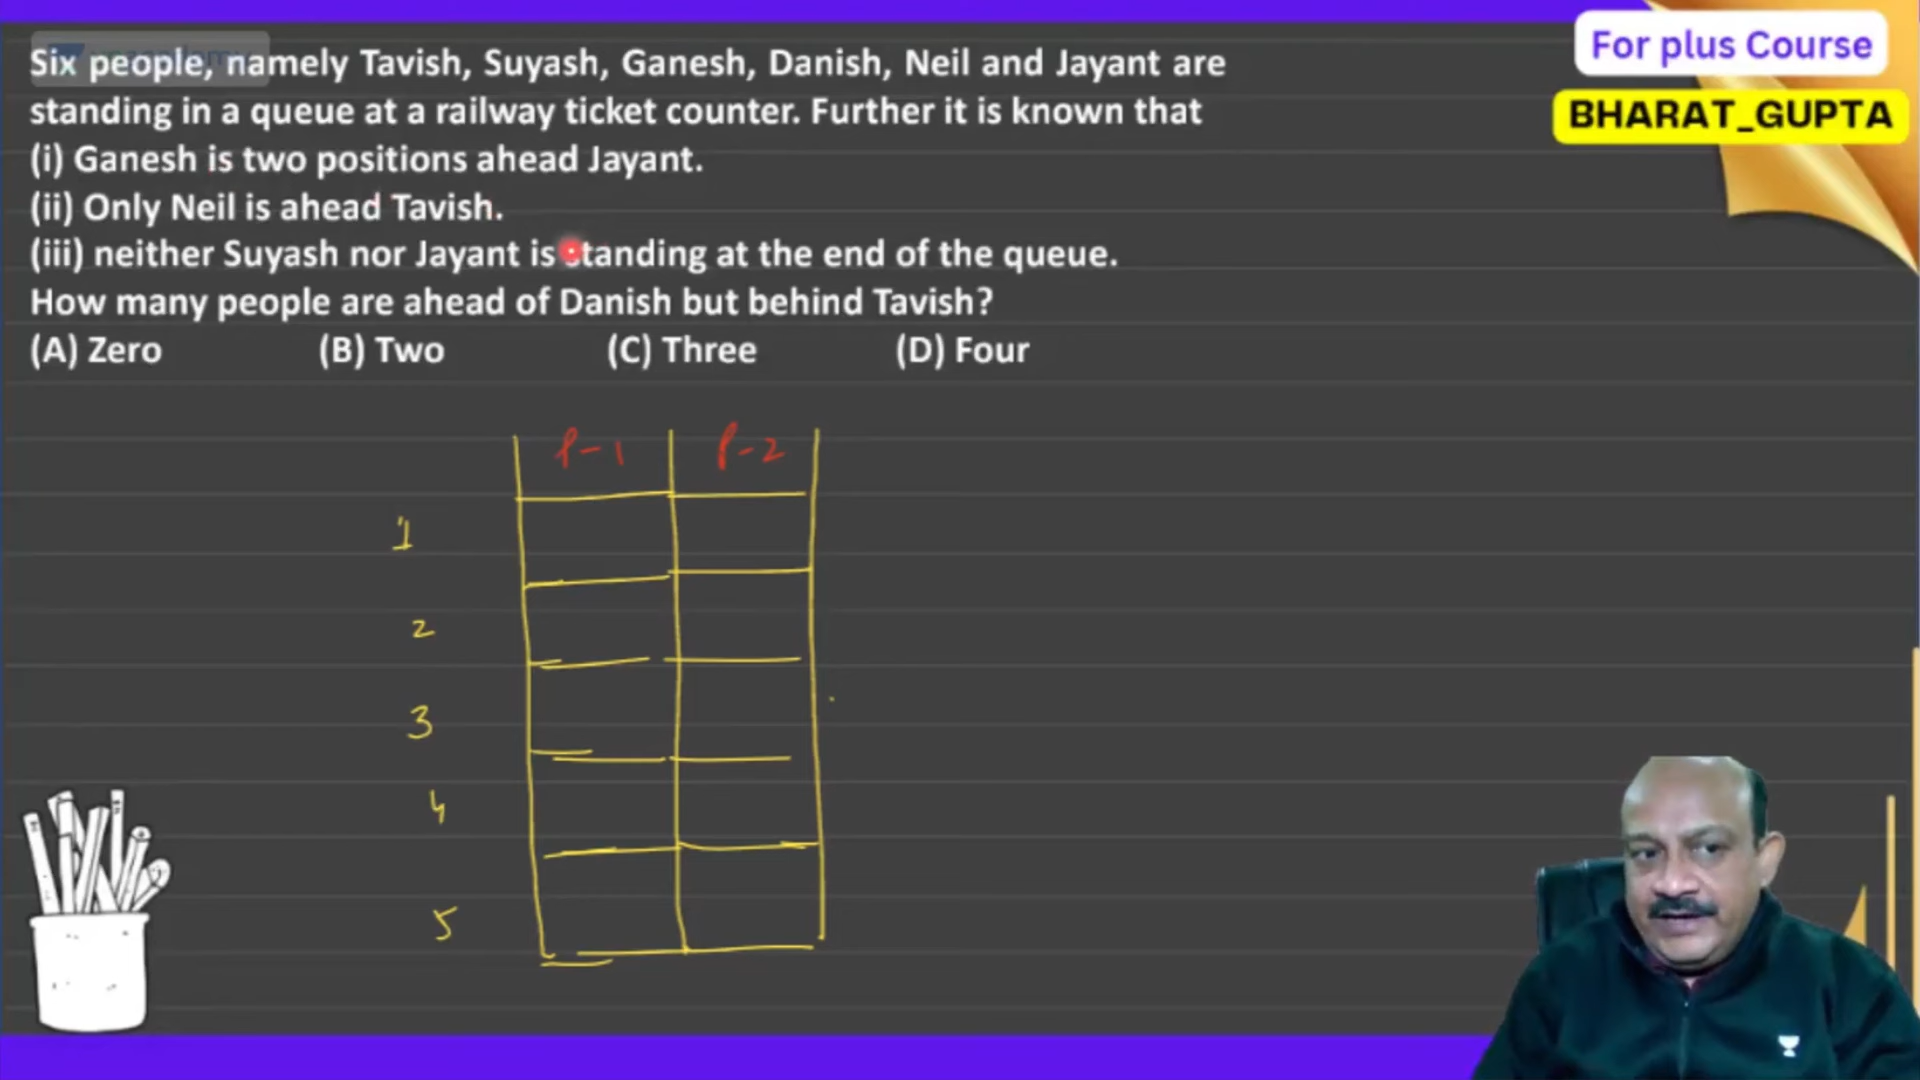 For plus Course
BHARAT_GUPTA
Six people, namely Tavish, Suyash, Ganesh, Danish, Neil and Jayant are
standing in a queue at a railway ticket counter. Further it is known that
(i) Ganesh is two positions ahead Jayant.
(ii) Only Neil is ahead Tavish.
(iii) neither Suyash nor Jayant is standing at the end of the queue.
How many people are ahead of Danish but behind Tavish?
(A) Zero (B) Two (C) Three (D) Four
P-1 P-2
1
2
3
4
5